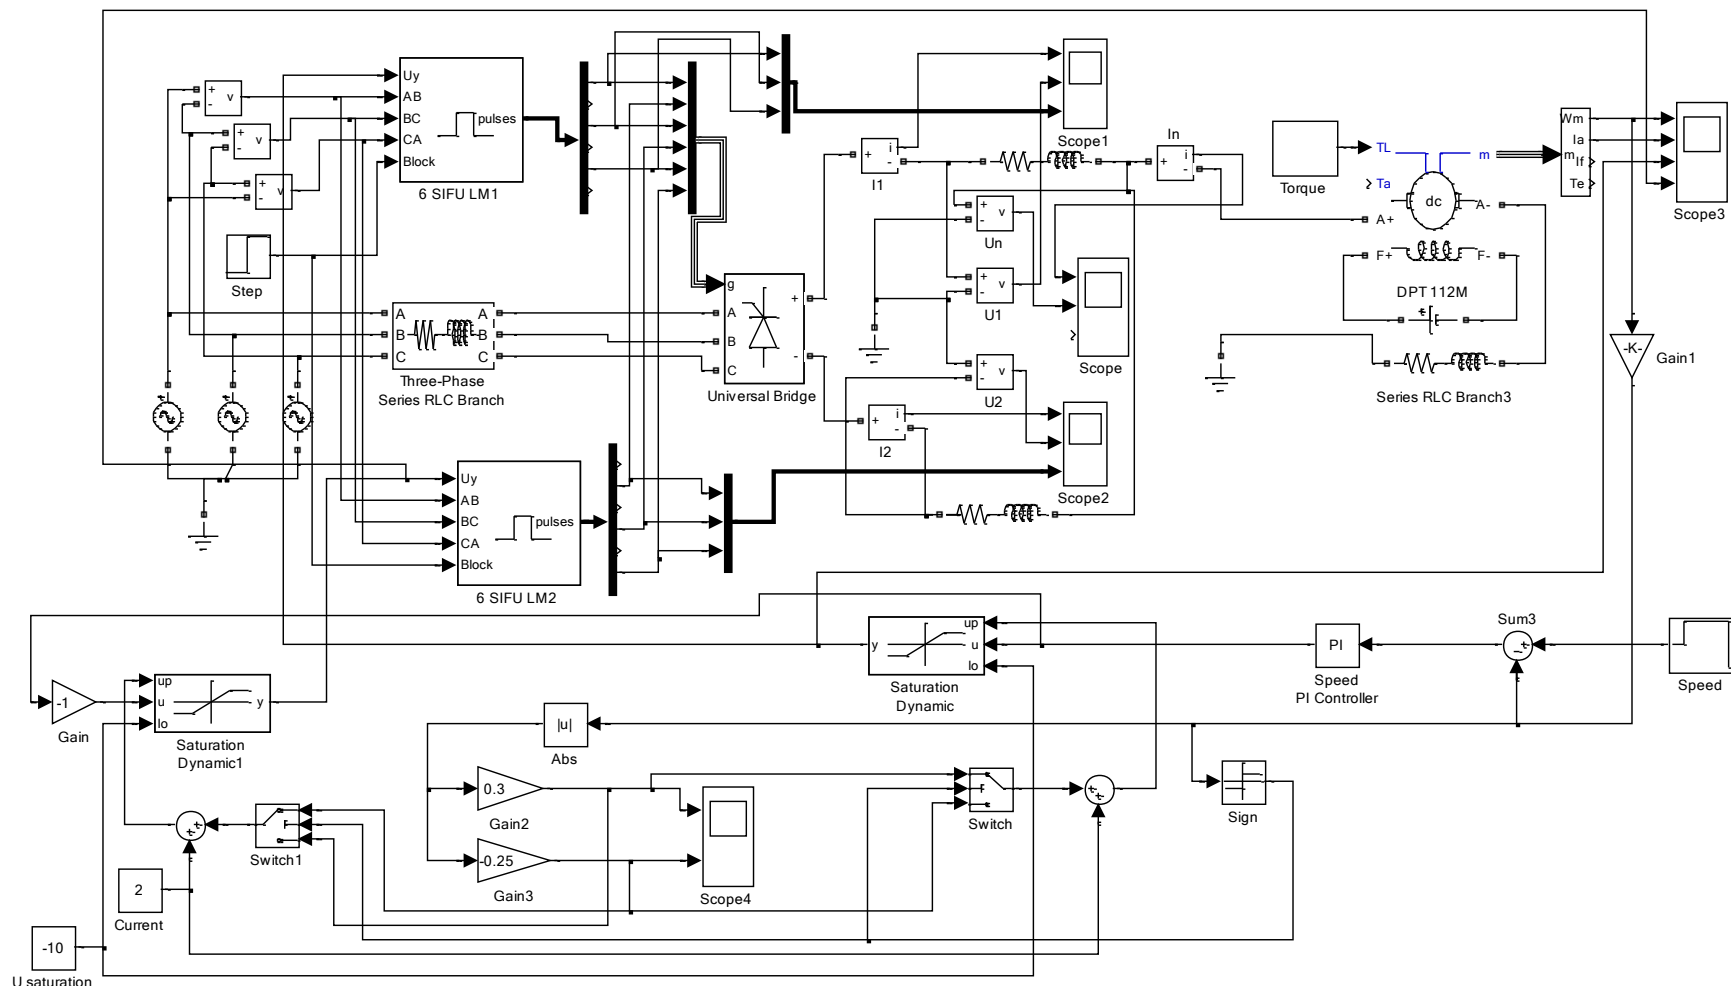 Uy
AB
BC
CA
Block
pulses
6 SIFU LM1
+
-
v
+
-
v
+
-
v
Step
A
B
C
A
B
C
Three-Phase
Series RLC Branch
g
A
B
C
+
-
Universal Bridge
Scope1
+
i
-
I1
In
+
i
-
+
-
v
Un
+
-
v
U1
+
-
v
U2
Scope
+
i
-
I2
Scope2
Torque
TL
m
Ta
dc
A+
A-
F+
F-
DPT 112M
Series RLC Branch3
Wm
Ia
m
If
Te
Scope3
-K-
Gain1
Uy
AB
BC
CA
Block
pulses
6 SIFU LM2
up
u
lo
y
Saturation
Dynamic
PI
Speed
PI Controller
Sum3
Speed
-1
Gain
up
u
lo
y
Saturation
Dynamic1
|u|
Abs
0.3
Gain2
-0.25
Gain3
Scope4
Switch
Sign
Switch1
2
Current
-10
U saturation